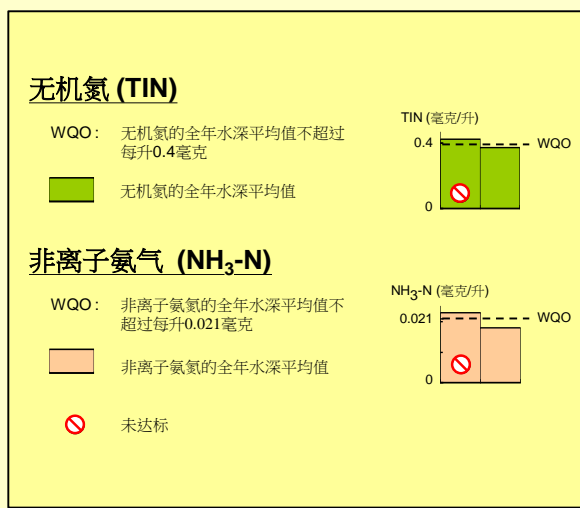 无机氮 (TIN)
WQO : 无机氮的全年水深平均值不超过
每升0.4毫克
无机氮的全年水深平均值
TIN (毫克/升)
0.4
WQO
0
非离子氨气 (NH₃-N)
WQO : 非离子氨氮的全年水深平均值不
超过每升0.021毫克
非离子氨氮的全年水深平均值
NH₃-N (毫克/升)
0.021
WQO
0
未达标